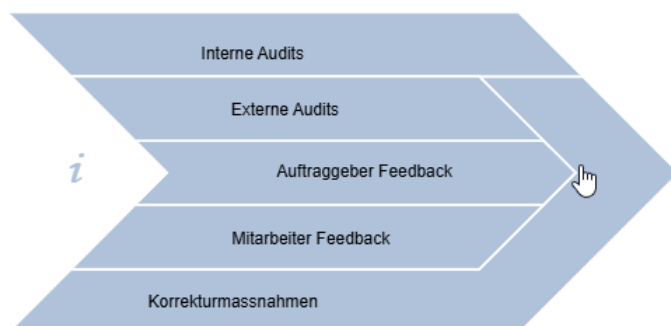 Interne Audits
Externe Audits
i
Auftraggeber Feedback
Mitarbeiter Feedback
Korrekturmassnahmen